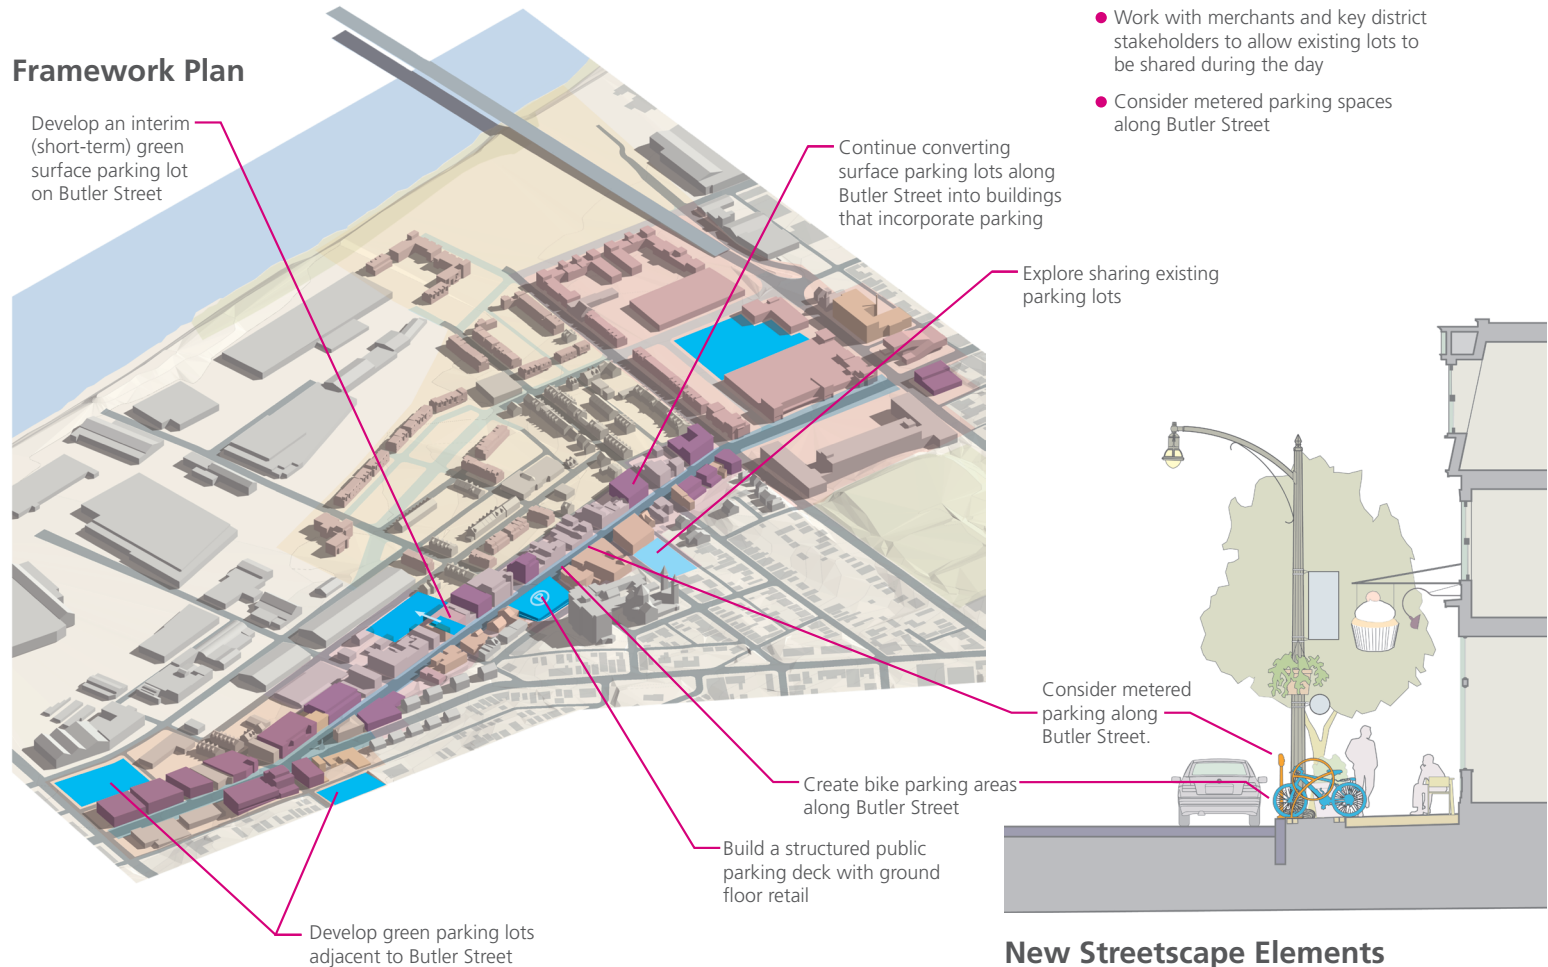 Framework Plan
Develop an interim
(short-term) green
surface parking lot
on Butler Street
Continue converting
surface parking lots along
Butler Street into buildings
that incorporate parking
● Work with merchants and key district
stakeholders to allow existing lots to
be shared during the day
● Consider metered parking spaces
along Butler Street
Explore sharing existing
parking lots
Consider metered
parking along
Butler Street.
Create bike parking areas
along Butler Street
Build a structured public
parking deck with ground
floor retail
Develop green parking lots
adjacent to Butler Street
New Streetscape Elements